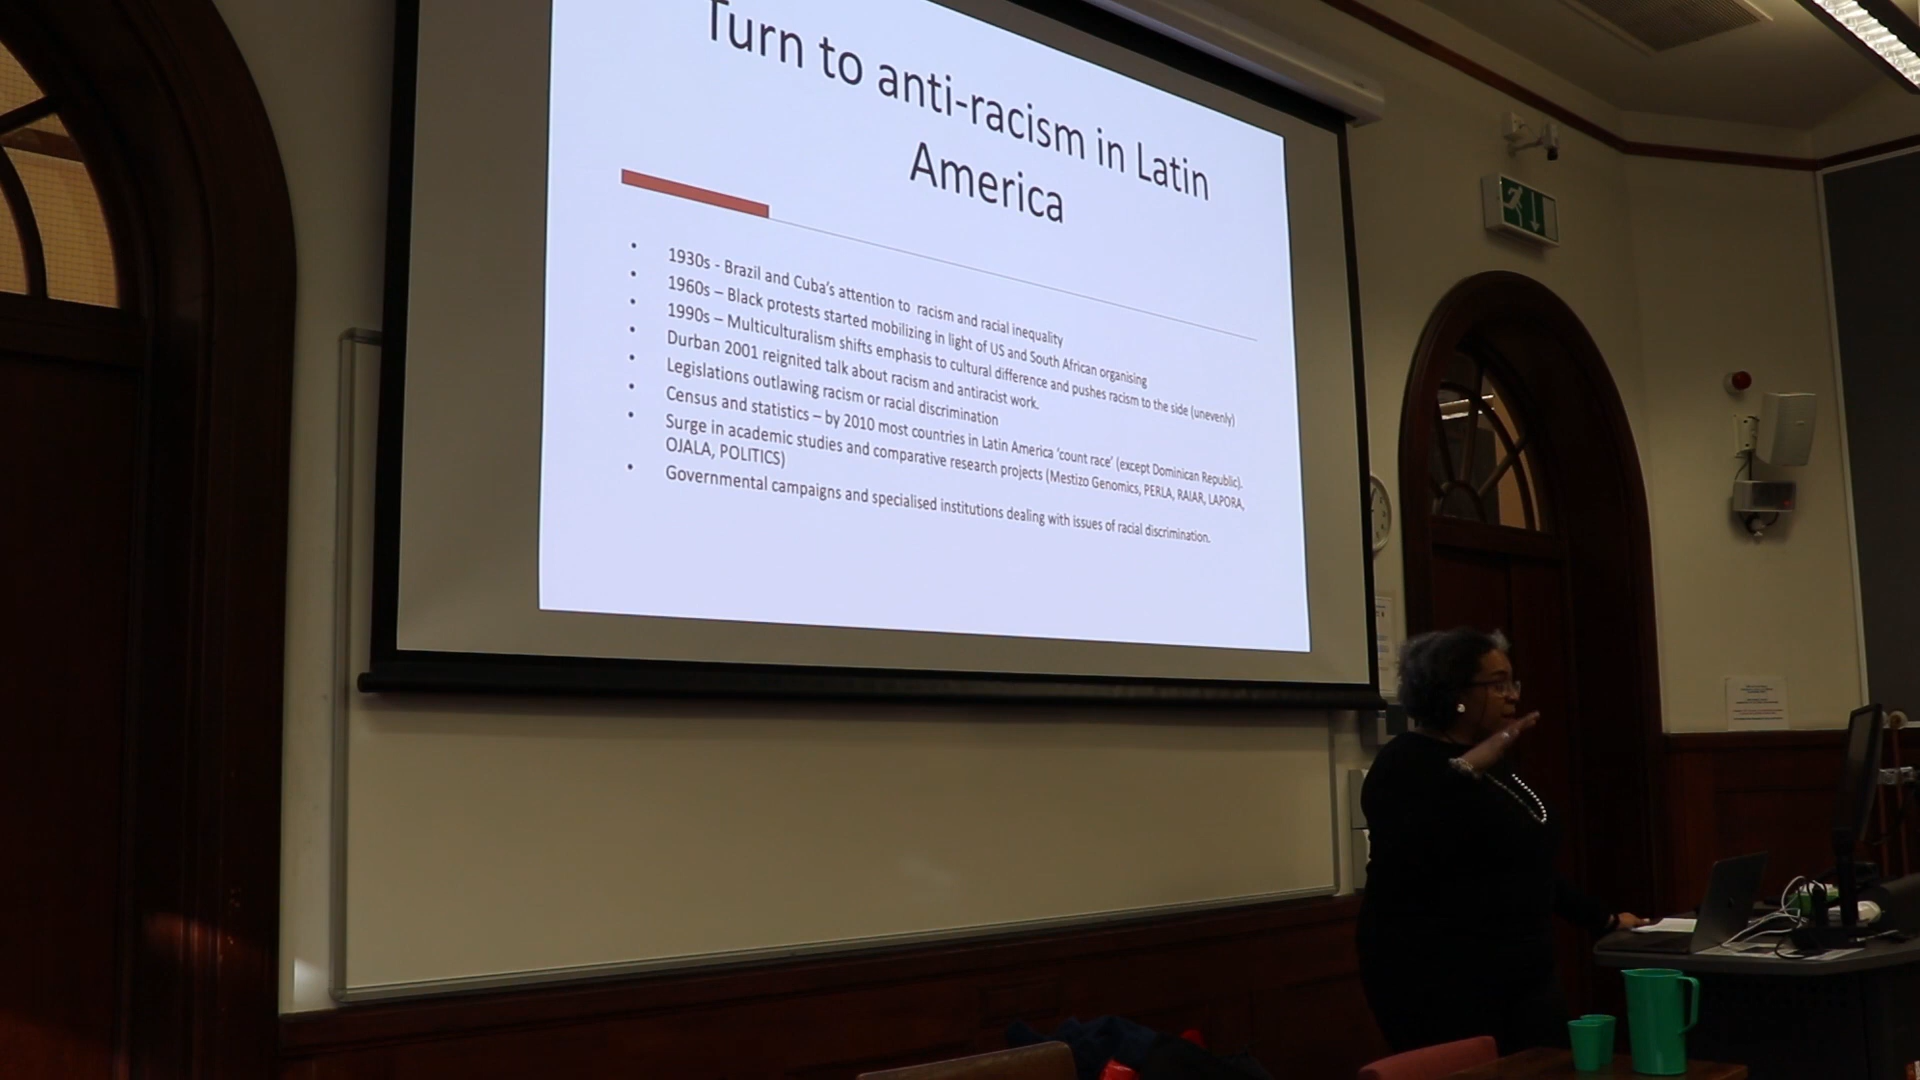 Turn to anti-racism in Latin
America
• 1930s - Brazil and Cuba's attention to racism and racial inequality
• 1960s – Black protests started mobilizing in light of US and South African organising
• 1990s – Multiculturalism shifts emphasis to cultural difference and pushes racism to the side (unevenly)
• Durban 2001 reignited talk about racism and antiracist work.
• Legislations outlawing racism or racial discrimination
• Census and statistics – by 2010 most countries in Latin America 'count race' (except Dominican Republic).
• Surge in academic studies and comparative research projects (Mestizo Genomics, PERLA, RAIAR, LAPORA,
OJALA, POLITICS)
• Governmental campaigns and specialised institutions dealing with issues of racial discrimination.